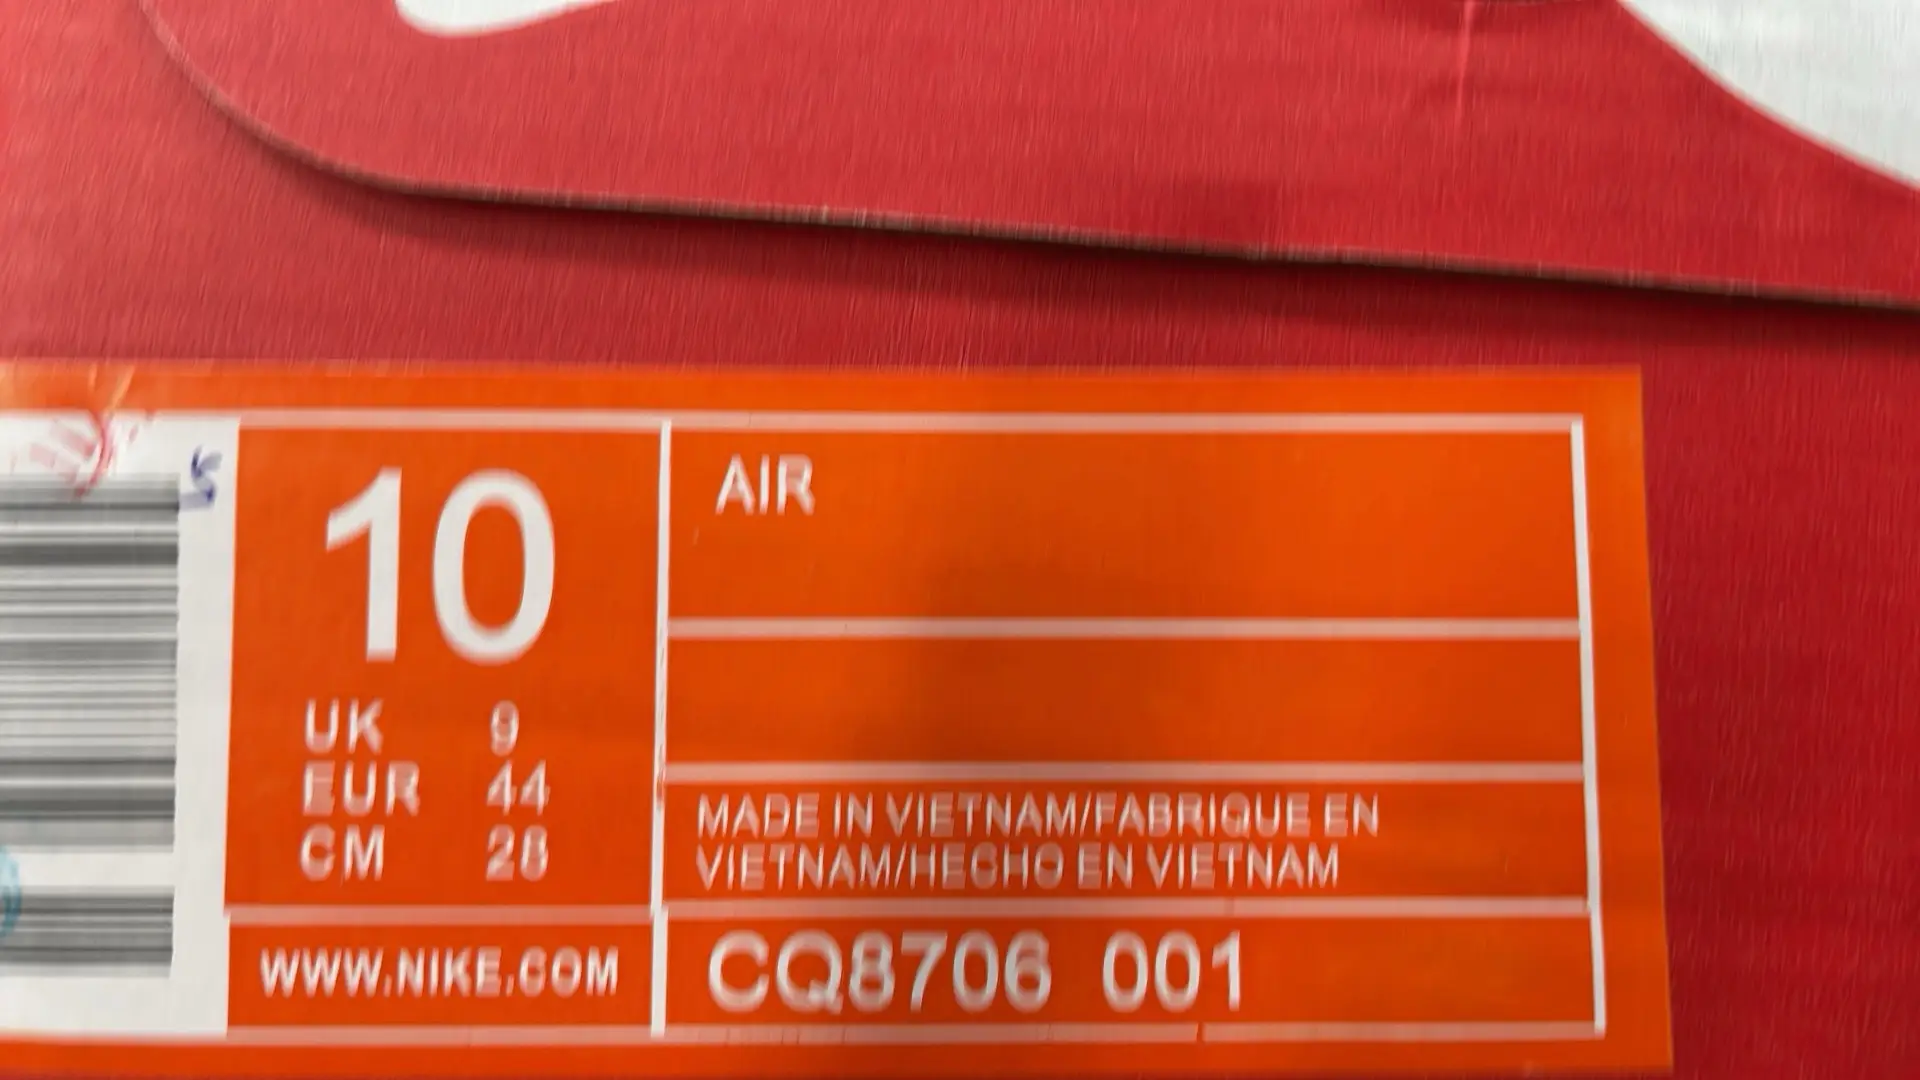 10
UK 9
EUR 44
CM 28
WWW.NIKE.COM
AIR
MADE IN VIETNAM/FABRIQUE EN
VIETNAM/HECHO EN VIETNAM
CQ8706 001